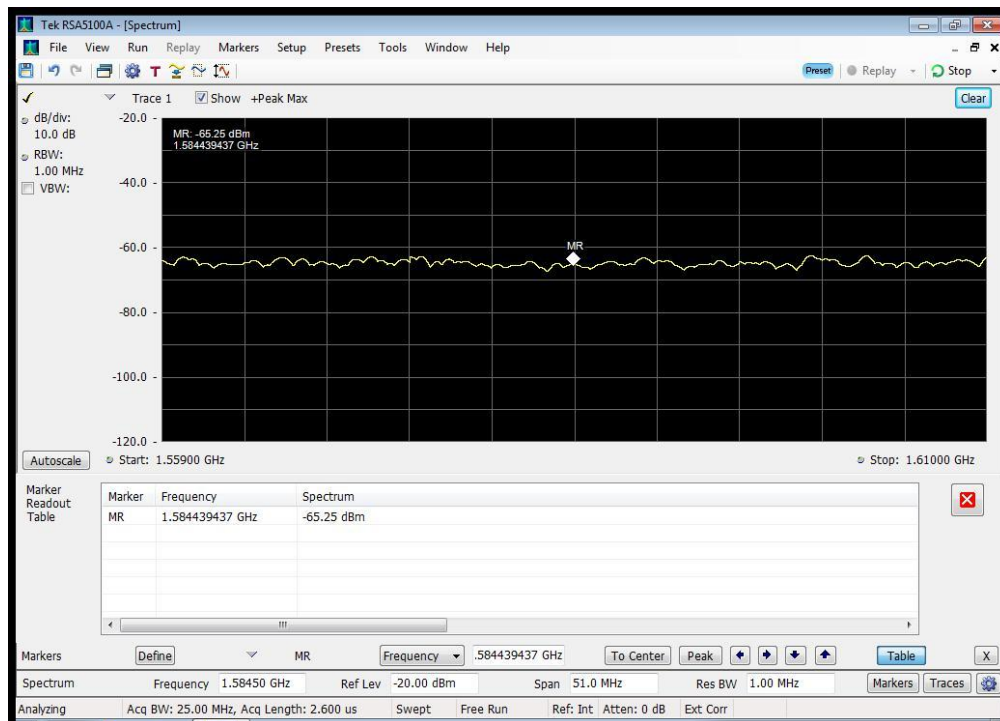 Tek RSA5100A - [Spectrum]
File View Run Replay Markers Setup Presets Tools Window Help
T Preset Replay Stop
Trace 1 Show +Peak Max Clear
dB/div:
10.0 dB
RBW:
1.00 MHz
VBW:
-20.0
-40.0
-60.0
-80.0
-100.0
-120.0
MR: -65.25 dBm
1.584439437 GHz
MR
Autoscale Start: 1.55900 GHz Stop: 1.61000 GHz
Marker
Readout
Table
Marker Frequency Spectrum
MR 1.584439437 GHz -65.25 dBm
Markers Define MR Frequency .584439437 GHz To Center Peak Table X
Spectrum Frequency 1.58450 GHz Ref Lev -20.00 dBm Span 51.0 MHz Res BW 1.00 MHz Markers Traces
Analyzing Acq BW: 25.00 MHz, Acq Length: 2.600 us Swept Free Run Ref: Int Atten: 0 dB Ext Corr